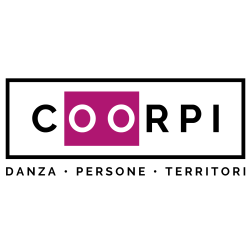 COORPI
DANZA • PERSONE • TERRITORI